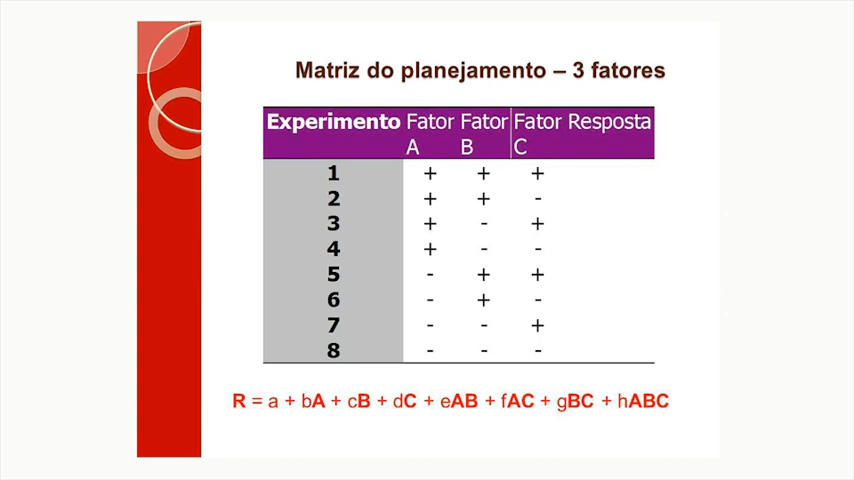 Matriz do planejamento – 3 fatores
Experimento Fator A Fator B Fator C Resposta
1 + + +
2 + + -
3 + - +
4 + - -
5 - + +
6 - + -
7 - - +
8 - - -
R = a + bA + cB + dC + eAB + fAC + gBC + hABC